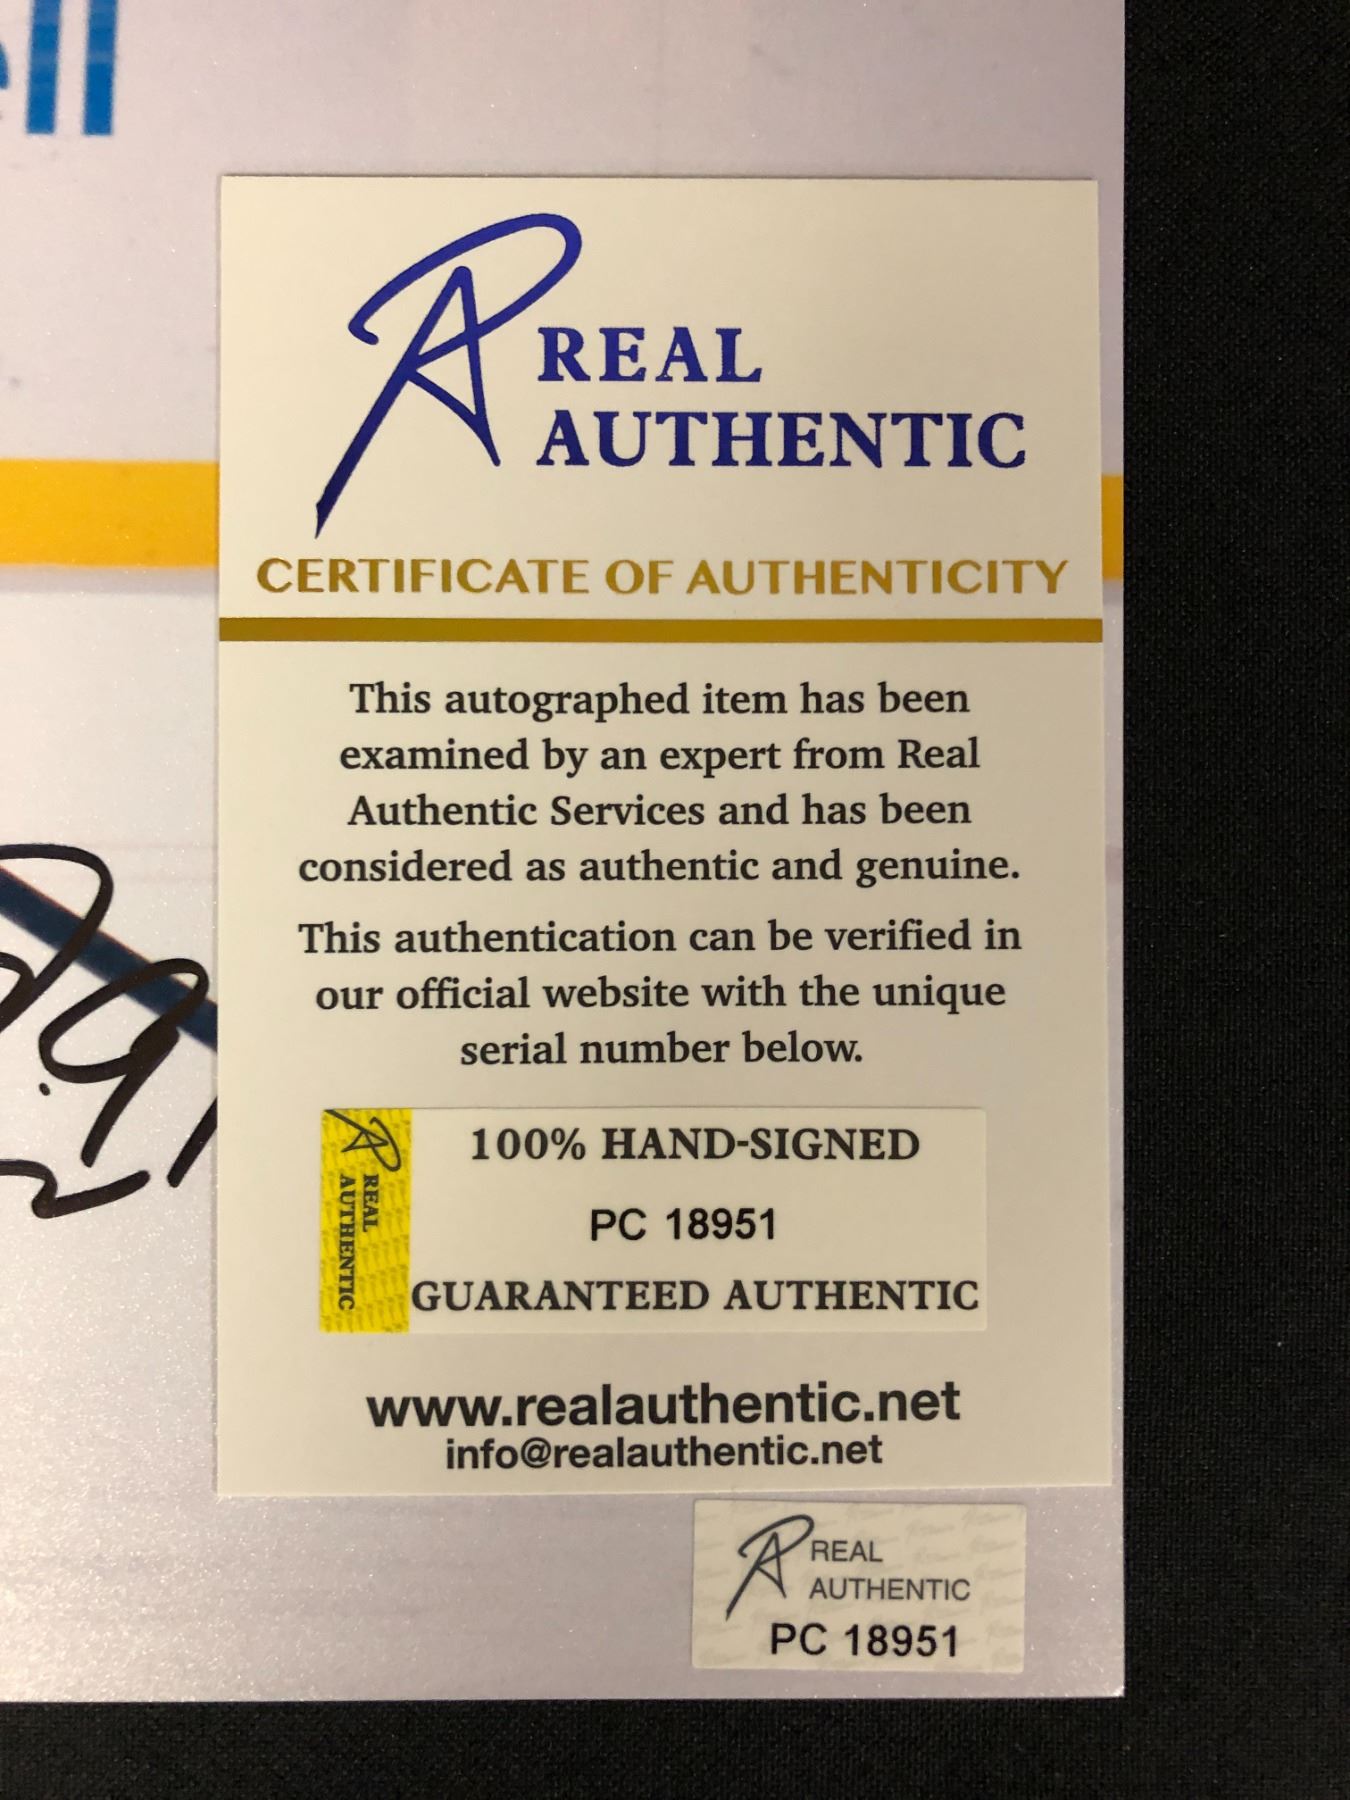 ell
REAL
AUTHENTIC
CERTIFICATE OF AUTHENTICITY
This autographed item has been
examined by an expert from Real
Authentic Services and has been
considered as authentic and genuine.
This authentication can be verified in
our official website with the unique
serial number below.
REAL
AUTHENTIC
100% HAND-SIGNED
PC 18951
GUARANTEED AUTHENTIC
www.realauthentic.net
info@realauthentic.net
REAL
AUTHENTIC
PC 18951